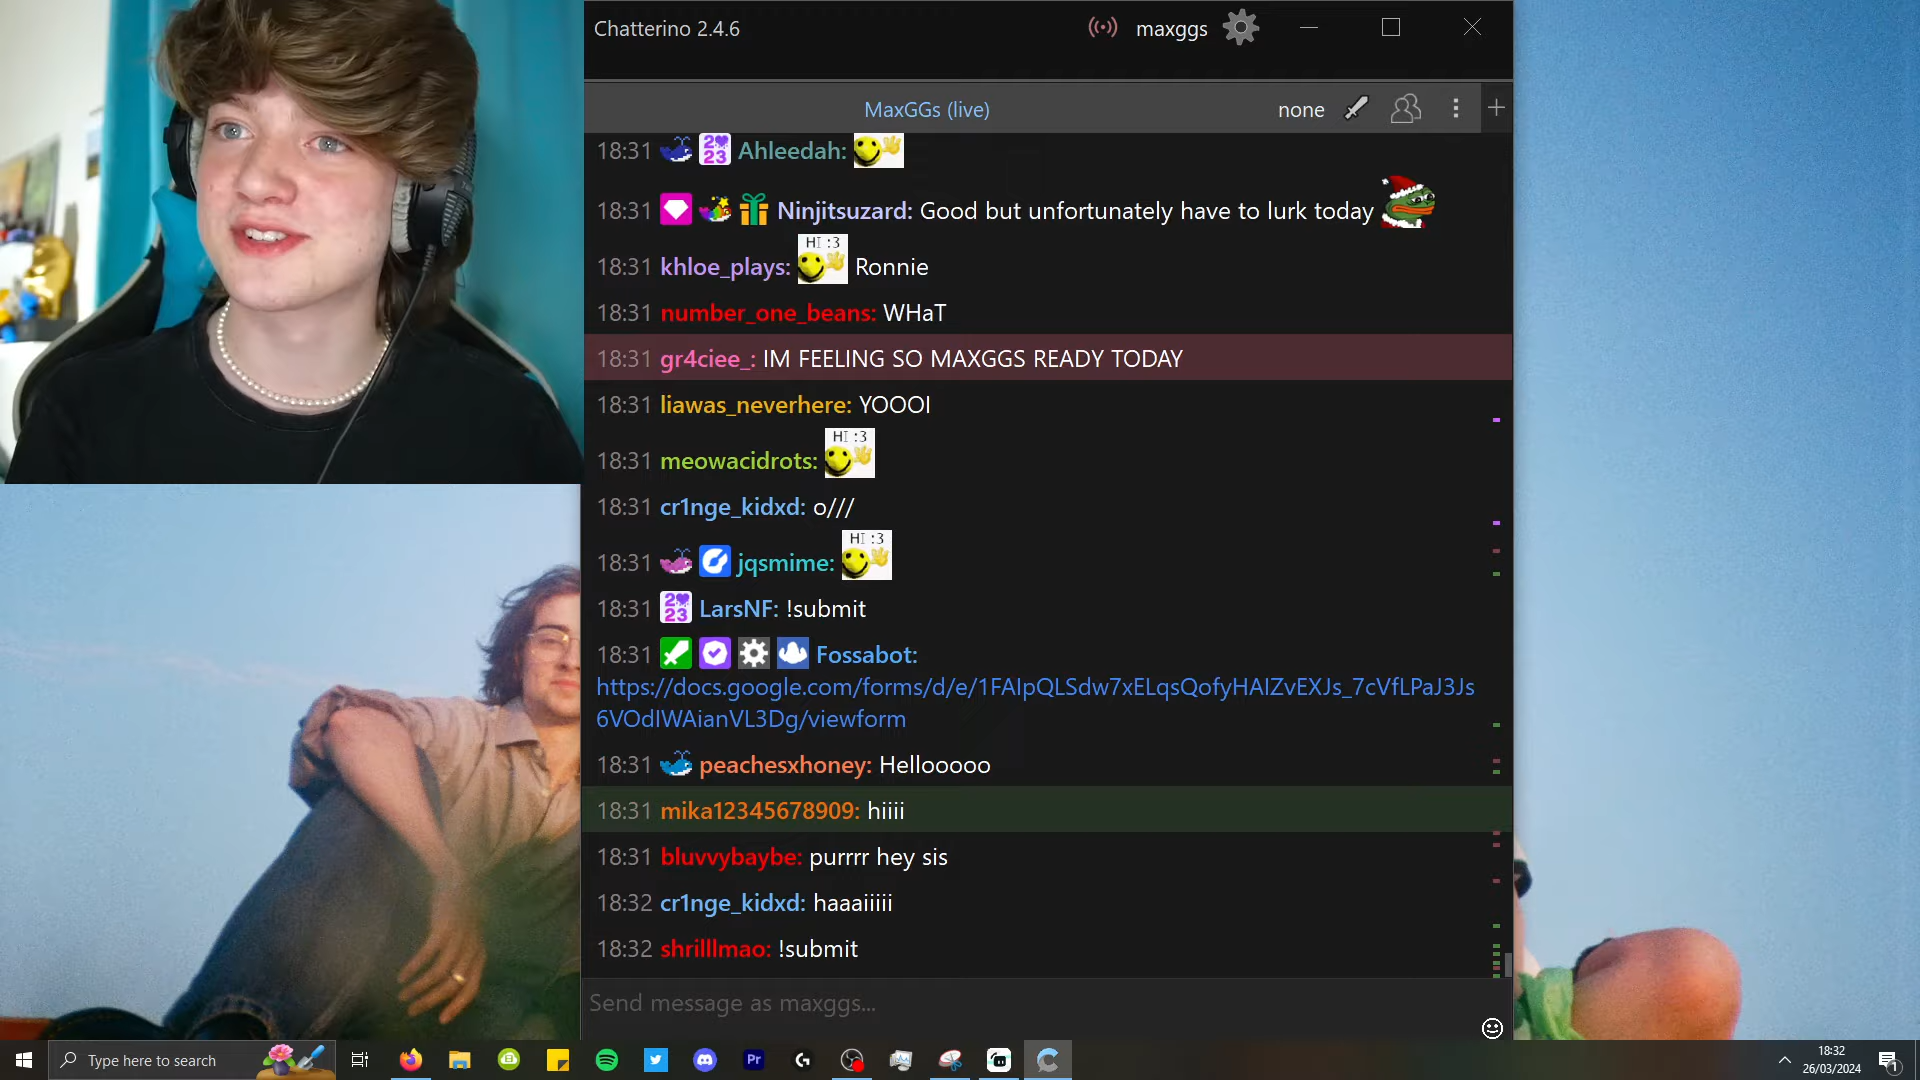 Chatterino 2.4.6
maxggs
MaxGGs (live)
none
18:31 Ahleedah:
18:31 Ninjitsuzard: Good but unfortunately have to lurk today
HI :3
18:31 khloe_plays: Ronnie
18:31 number_one_beans: WHaT
18:31 gr4ciee_: IM FEELING SO MAXGGS READY TODAY
18:31 liawas_neverhere: YOOOI
HI :3
18:31 meowacidrots:
18:31 cr1nge_kidxd: o///
HI :3
18:31 jqsmime:
18:31 LarsNF: !submit
18:31 Fossabot:
https://docs.google.com/forms/d/e/1FAIpQLSdw7xELqsQofyHAIZvEXJs_7cVfLPaJ3Js
6VOdIWAianVL3Dg/viewform
18:31 peachesxhoney: Hellooooo
18:31 mika12345678909: hiiii
18:31 bluvvybaybe: purrrr hey sis
18:32 cr1nge_kidxd: haaaiiiii
18:32 shrilllmao: !submit
Send message as maxggs...
Type here to search
Pr
18:32
26/03/2024
1